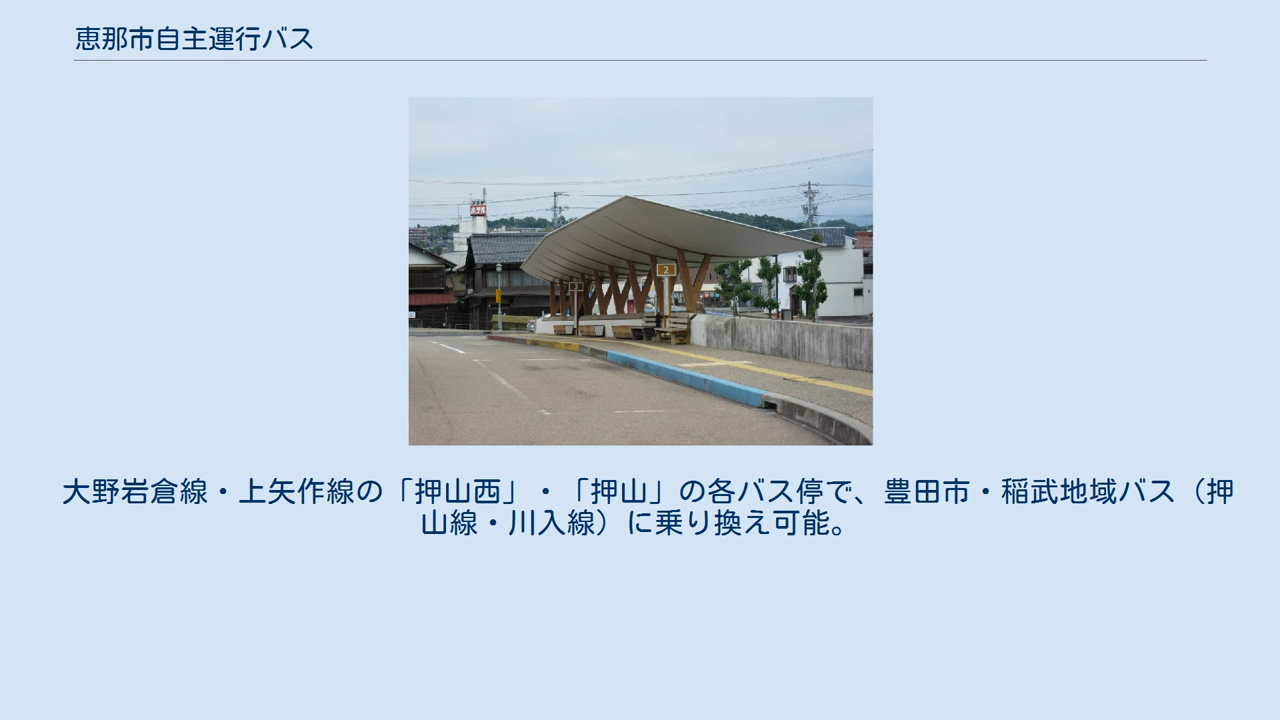 恵那市自主運行バス
2
大野岩倉線・上矢作線の「押山西」・「押山」の各バス停で、豊田市・稲武地域バス（押
山線・川入線）に乗り換え可能。